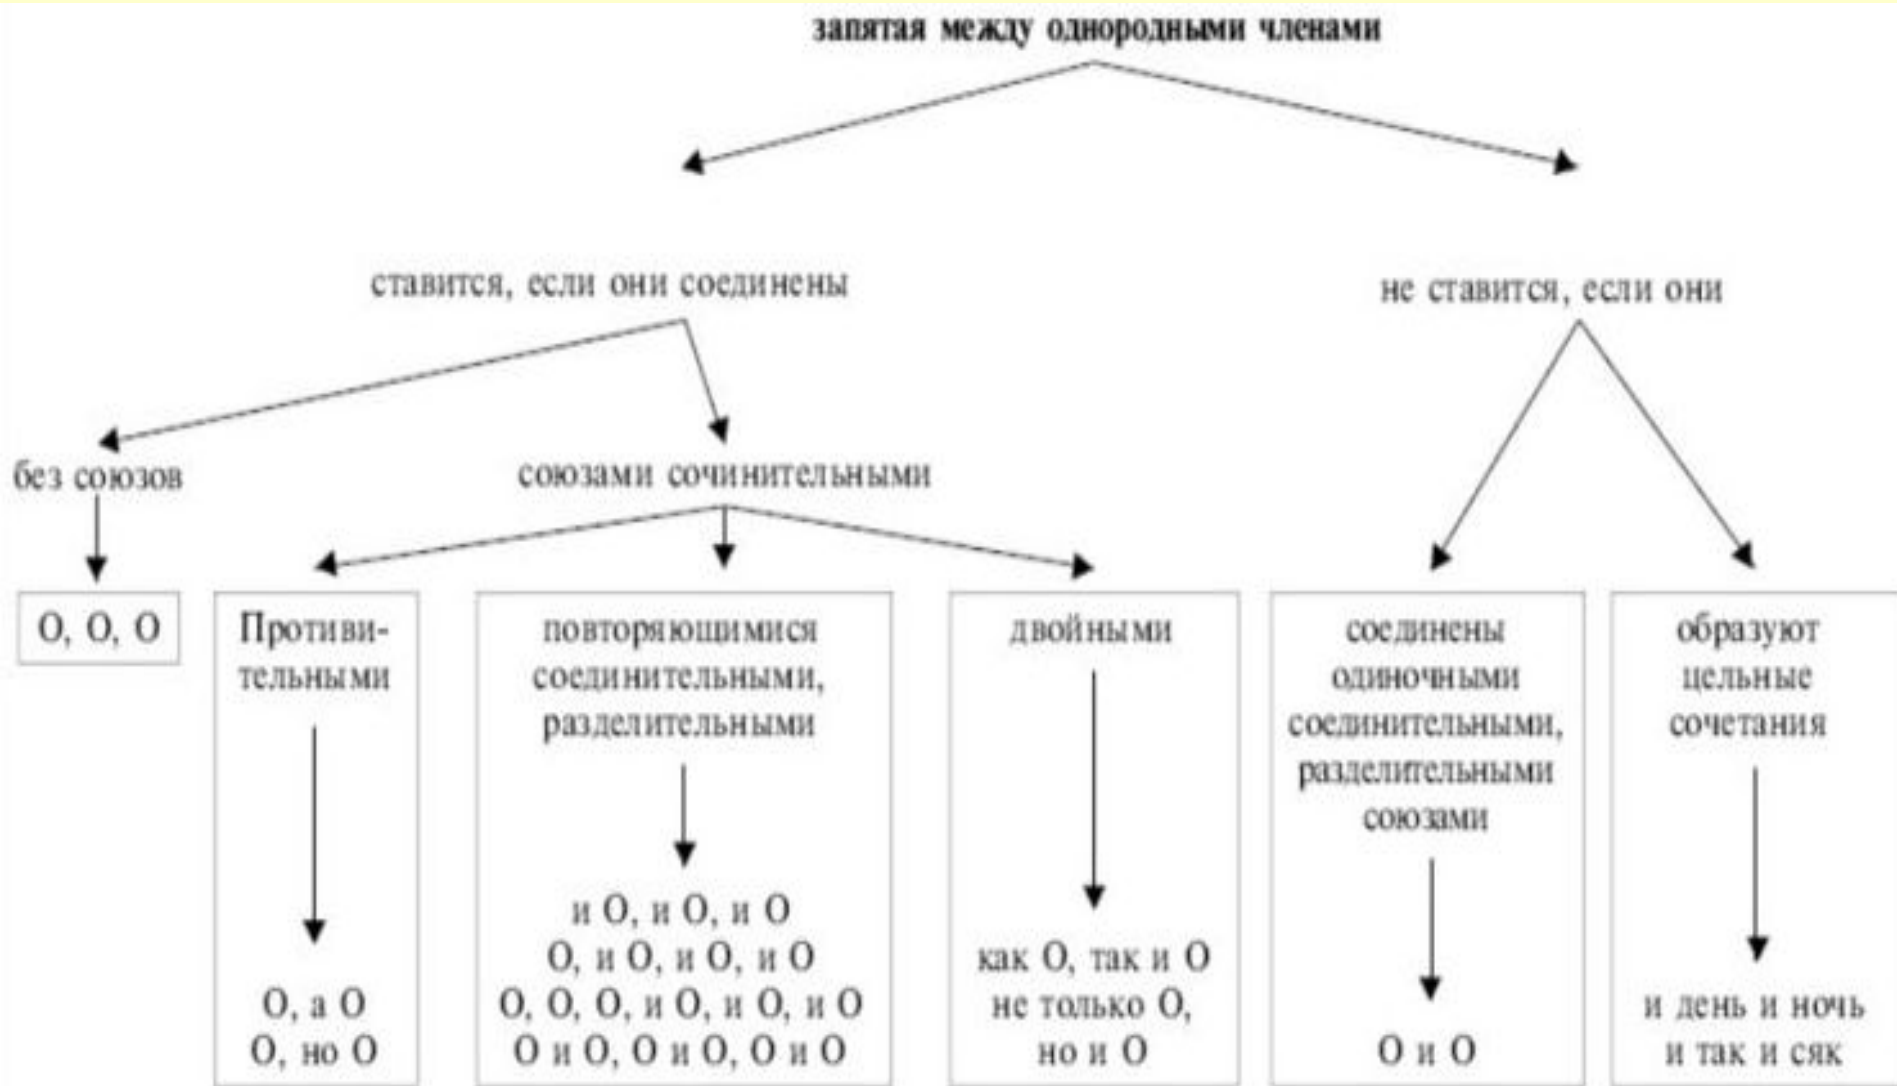 запятая между однородными членами
ставится, если они соединены
не ставится, если они
без союзов
союзами сочинительными
О, О, О
Противи-
тельными
О, а О
О, но О
повторяющимися
соединительными,
разделительными
и О, и О, и О
О, и О, и О, и О
О, О, О, и О, и О, и О
О и О, О и О, О и О
двойными
как О, так и О
не только О,
но и О
соединены
одиночными
соединительными,
разделительными
союзами
О и О
образуют
цельные
сочетания
и день и ночь
и так и сяк